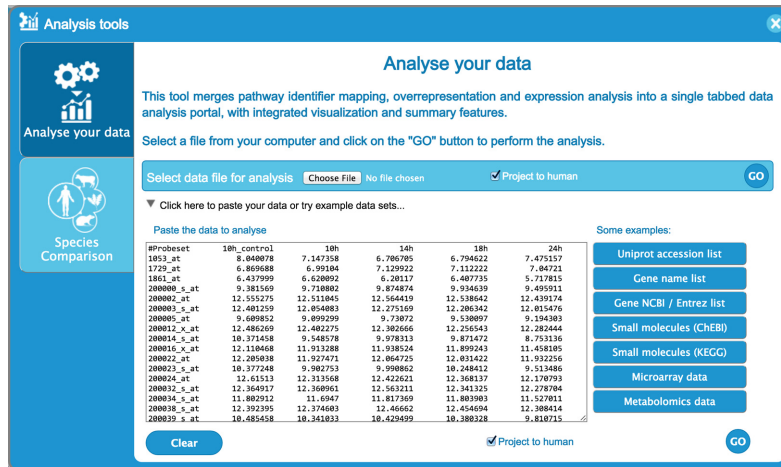 Analysis tools
Analyse your data
Species
Comparison
Analyse your data
This tool merges pathway identifier mapping, overrepresentation and expression analysis into a single tabbed data
analysis portal, with integrated visualization and summary features.
Select a file from your computer and click on the "GO" button to perform the analysis.
Select data file for analysis Choose File No file chosen Project to human GO
Click here to paste your data or try example data sets...
Paste the data to analyse
#Probeset 10h_control 10h 14h 18h 24h
1053_at 8.040078 7.147358 6.706705 6.794622 7.475157
1729_at 6.869688 6.99104 7.129922 7.112222 7.04721
1861_at 6.437999 6.620092 6.20117 6.407735 5.717815
200000_s_at 9.381569 9.710802 9.874874 9.934639 9.495911
200002_at 12.555275 12.511045 12.564419 12.538642 12.439174
200003_s_at 12.401259 12.054083 12.275169 12.206342 12.015476
200005_at 9.609852 9.099299 9.73072 9.530097 9.194303
200012_x_at 12.486269 12.402275 12.302666 12.256543 12.282444
200014_s_at 10.371458 9.548578 9.978313 9.871472 8.753136
200016_x_at 12.110468 11.913288 11.938524 11.899243 11.458105
200022_at 12.205038 11.927471 12.064725 12.031422 11.932256
200023_s_at 10.377248 9.902753 9.990862 10.248412 9.513486
200024_at 12.61513 12.313568 12.422621 12.368137 12.170793
200032_s_at 12.364917 12.360961 12.563211 12.341325 12.278704
200034_s_at 11.802912 11.6947 11.817369 11.803903 11.527011
200038_s_at 12.392395 12.374603 12.46662 12.454694 12.308414
200039_s_at 10.485458 10.341033 10.429499 10.380328 9.810715
Some examples:
Uniprot accession list
Gene name list
Gene NCBI / Entrez list
Small molecules (ChEBI)
Small molecules (KEGG)
Microarray data
Metabolomics data
Clear Project to human GO